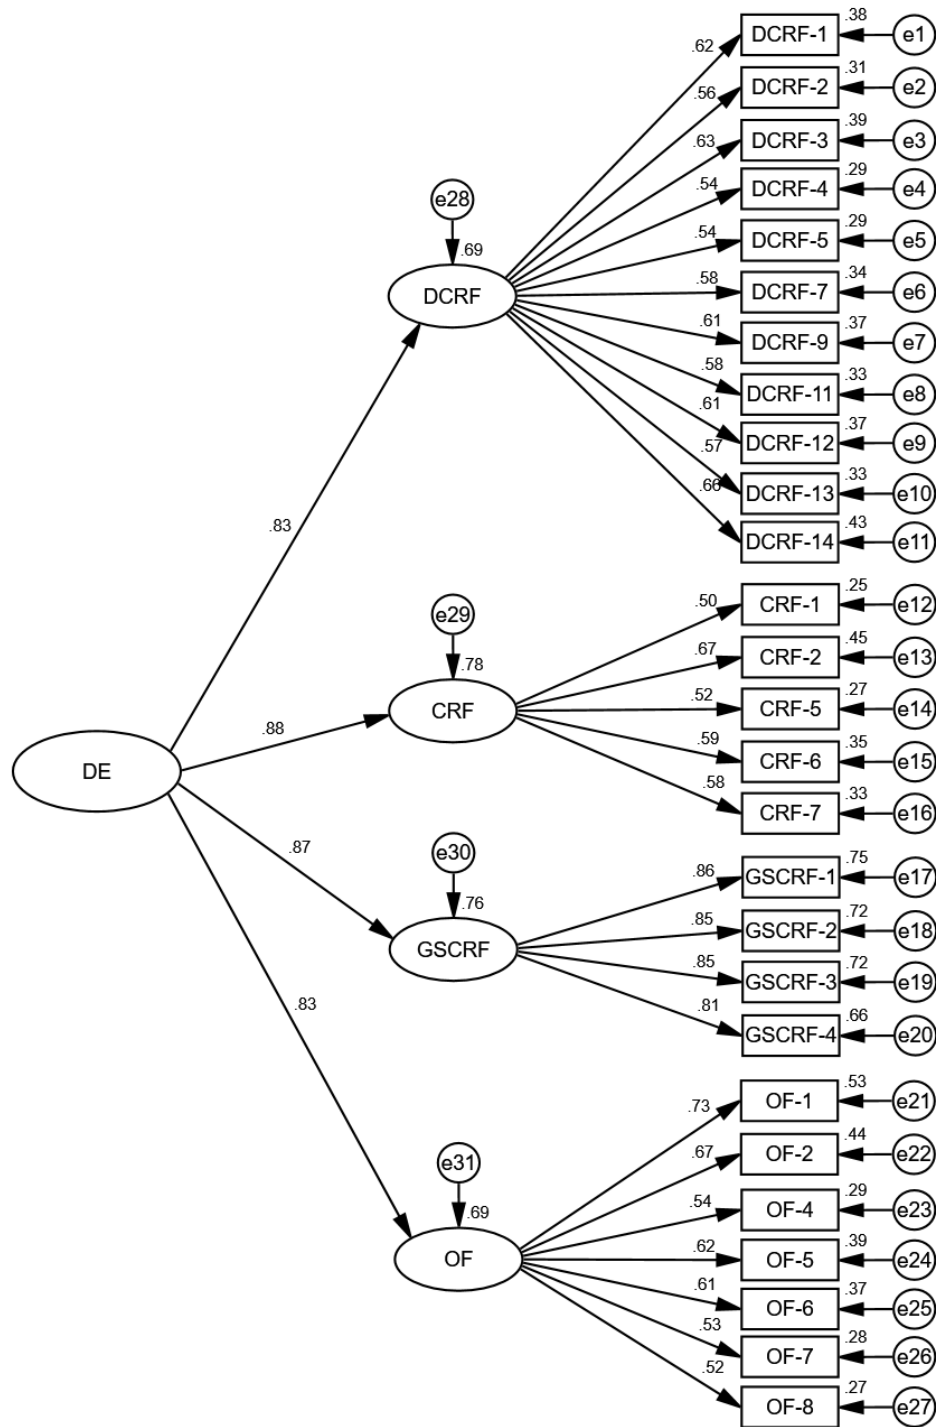 .38
DCRF-1
e1
.62
.31
DCRF-2
e2
.56
.39
DCRF-3
e3
.63
.29
DCRF-4
e4
.54
e28
.29
DCRF-5
e5
.54
.69
DCRF
.34
DCRF-7
e6
.58
.37
DCRF-9
e7
.61
.33
DCRF-11
e8
.58
.37
DCRF-12
e9
.61
.33
DCRF-13
e10
.57
.43
DCRF-14
e11
.66
.83
.25
CRF-1
e12
.50
e29
.45
CRF-2
e13
.67
.78
CRF
.27
CRF-5
e14
.52
.88
.35
CRF-6
e15
.59
DE
.33
CRF-7
e16
.58
.87
e30
.75
GSCRF-1
e17
.86
.76
GSCRF
.72
GSCRF-2
e18
.85
.72
GSCRF-3
e19
.85
.66
GSCRF-4
e20
.81
.83
.53
OF-1
e21
.73
e31
.44
OF-2
e22
.67
.69
OF
.29
OF-4
e23
.54
.39
OF-5
e24
.62
.37
OF-6
e25
.61
.28
OF-7
e26
.53
.27
OF-8
e27
.52